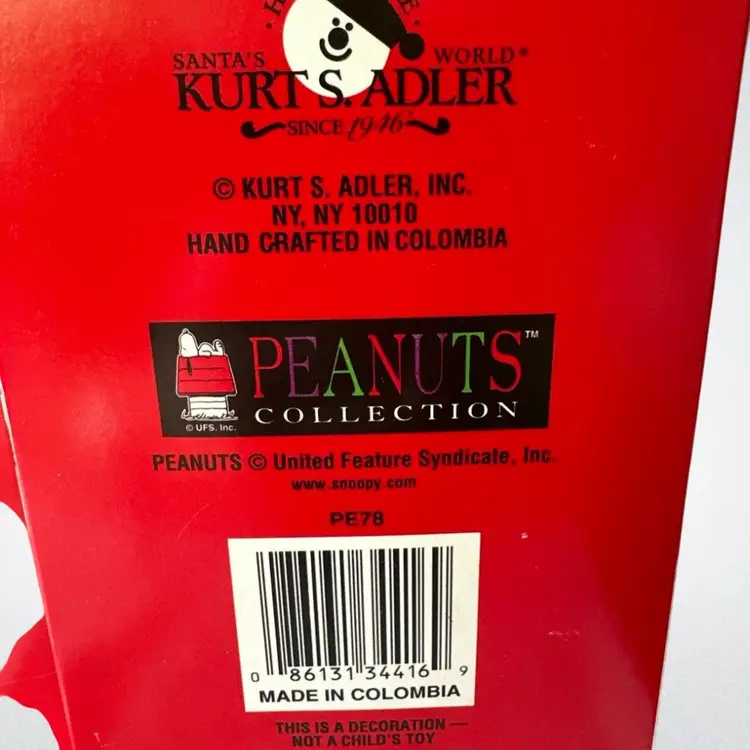 SANTA'S WORLD®
KURT S. ADLER
SINCE 1946
© KURT S. ADLER, INC.
NY, NY 10010
HAND CRAFTED IN COLOMBIA
PEANUTS™
COLLECTION
© UFS, Inc.
PEANUTS © United Feature Syndicate, Inc.
www.snoopy.com
PE78
0 86131 34416 9
MADE IN COLOMBIA
THIS IS A DECORATION —
NOT A CHILD'S TOY